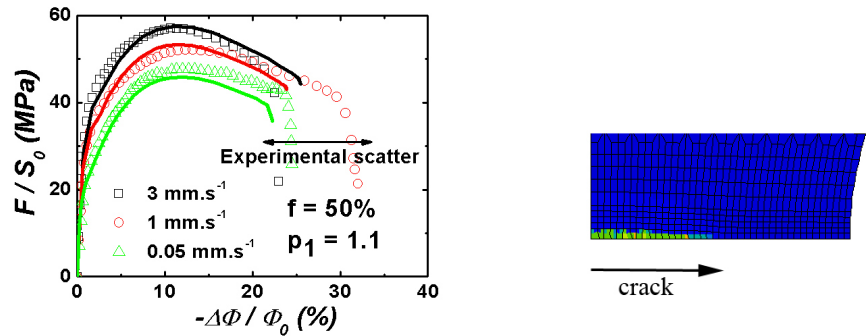 60
40
20
0
0
10
20
30
40
F / S₀ (MPa)
-ΔΦ / Φ₀ (%)
Experimental scatter
3 mm.s⁻¹
1 mm.s⁻¹
0.05 mm.s⁻¹
f = 50%
p₁ = 1.1
crack